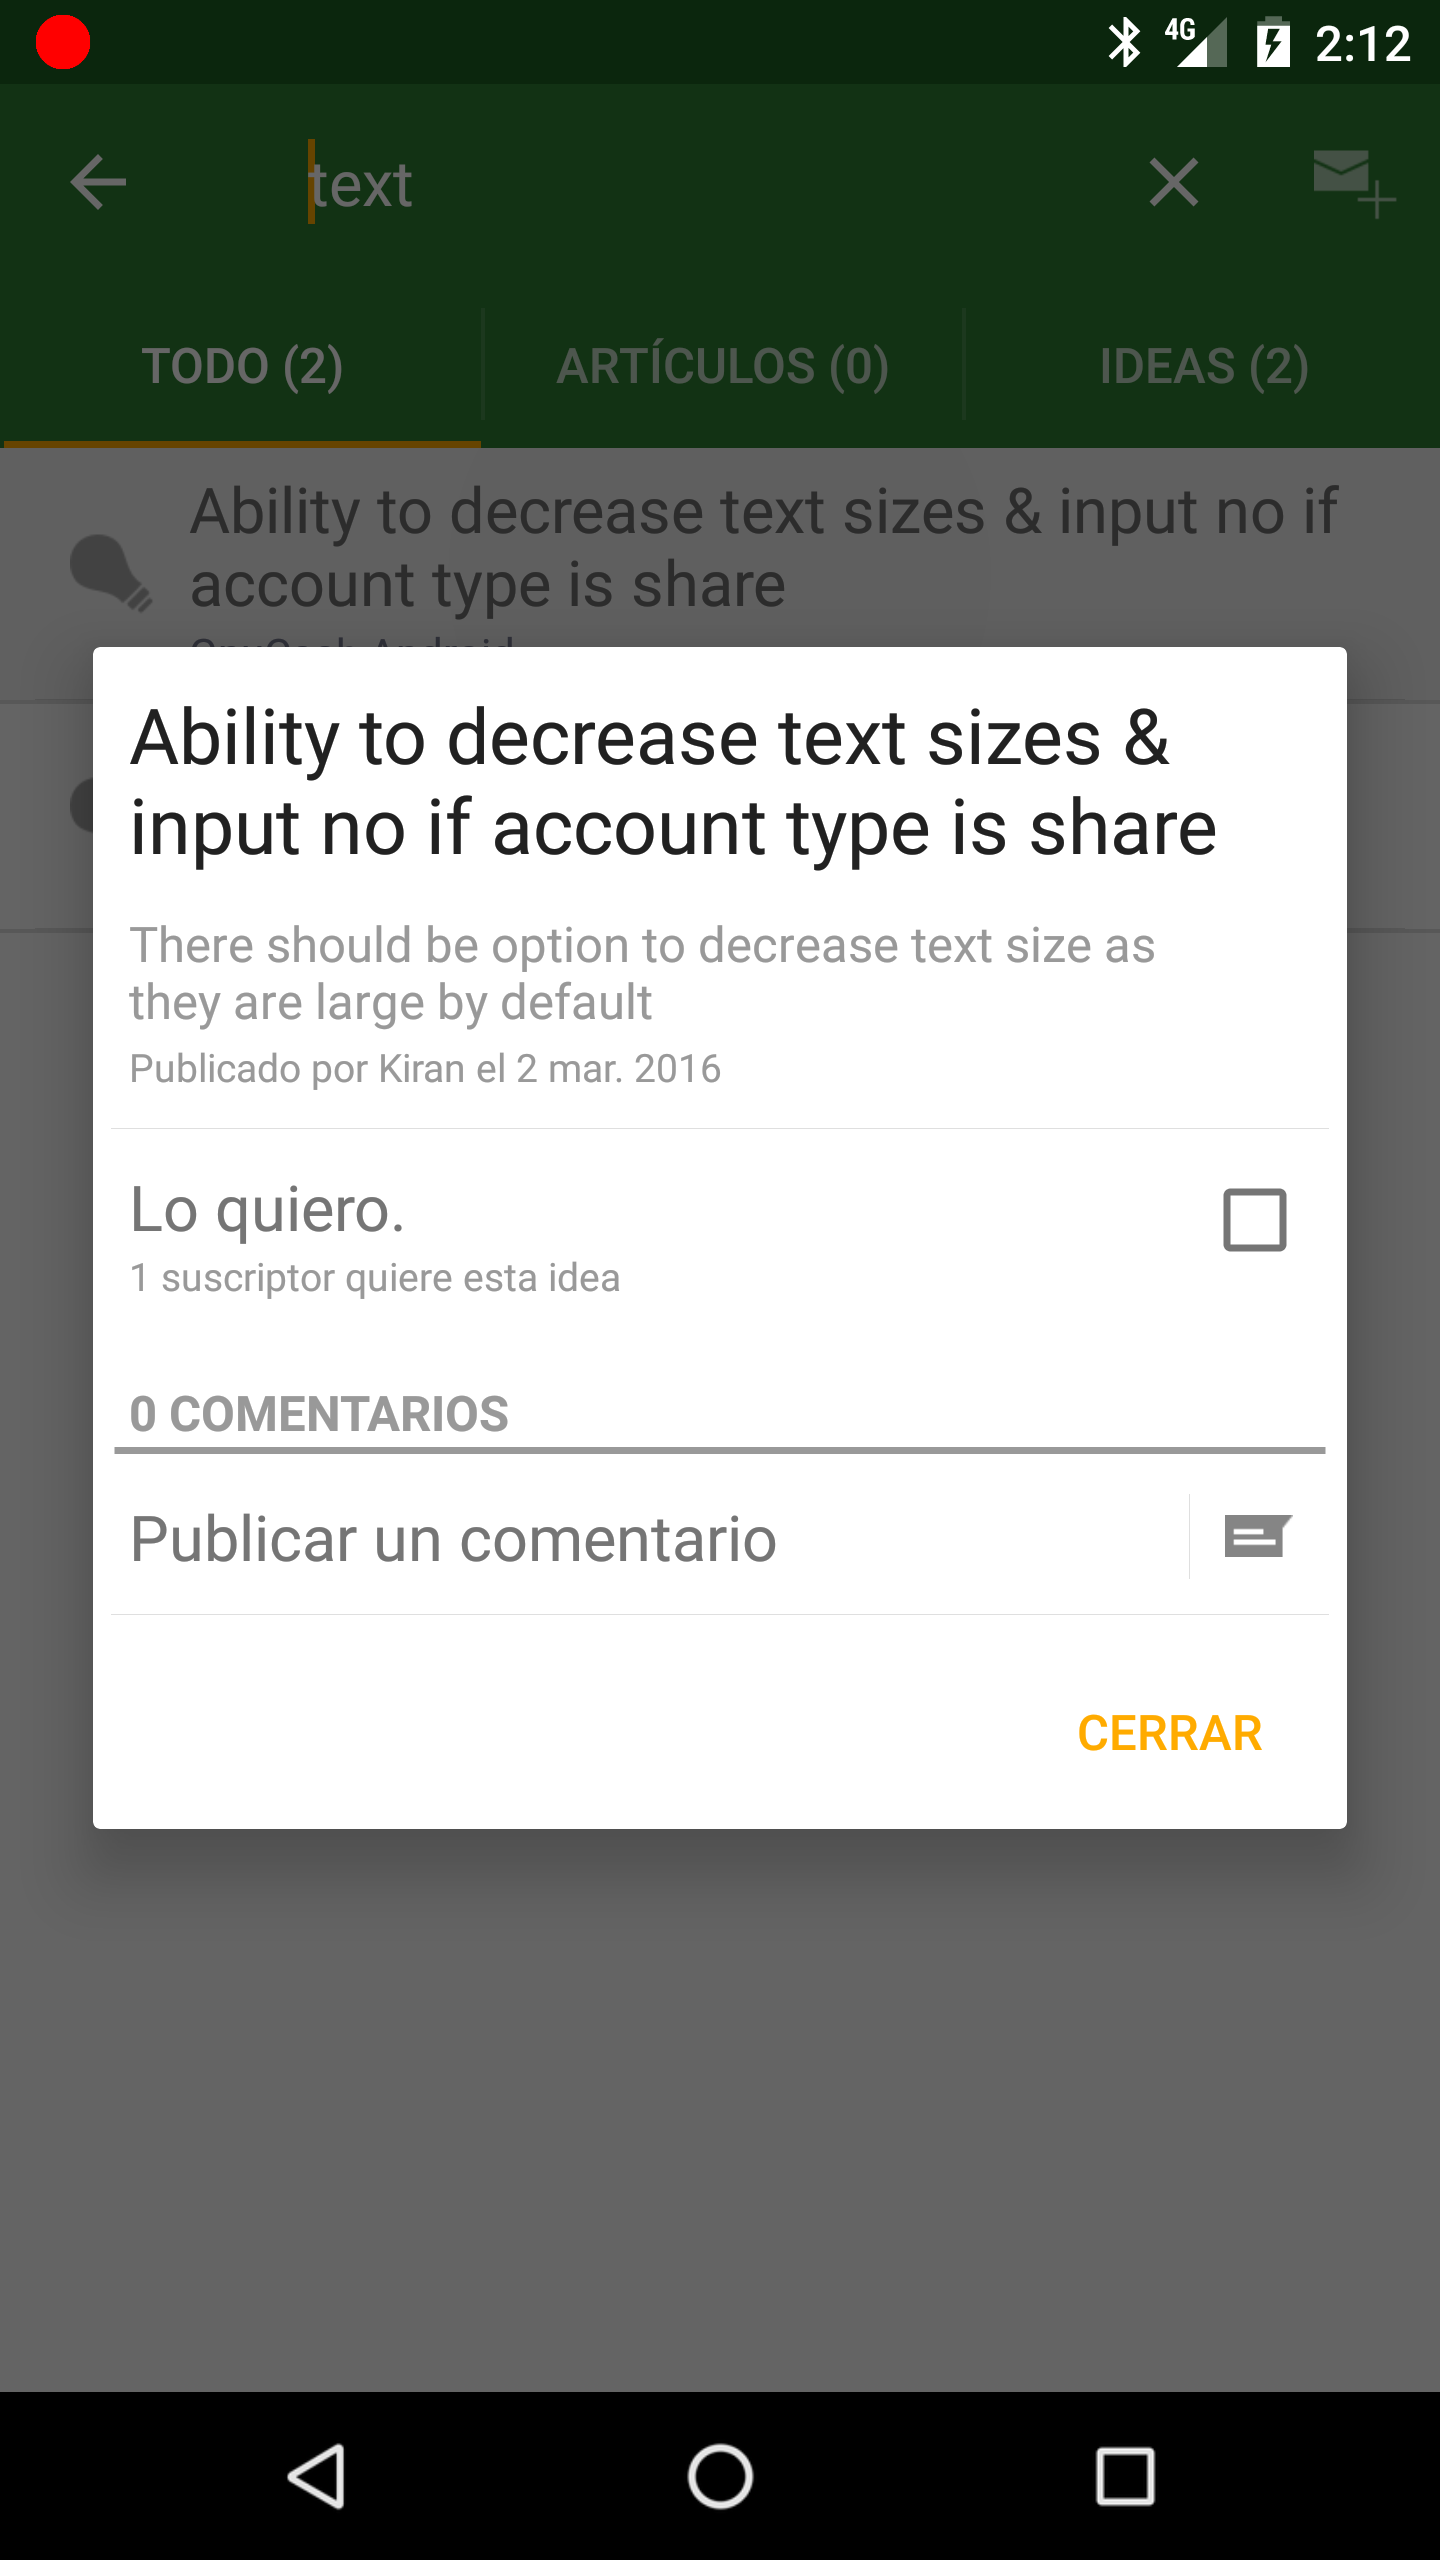 4G 2:12
text
TODO (2) ARTÍCULOS (0) IDEAS (2)
Ability to decrease text sizes & input no if
account type is share
Ability to decrease text sizes &
input no if account type is share
There should be option to decrease text size as
they are large by default
Publicado por Kiran el 2 mar. 2016
Lo quiero.
1 suscriptor quiere esta idea
0 COMENTARIOS
Publicar un comentario
CERRAR